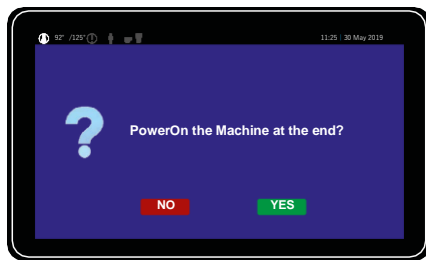 92° /125°
11:25 | 30 May 2019
PowerOn the Machine at the end?
NO
YES